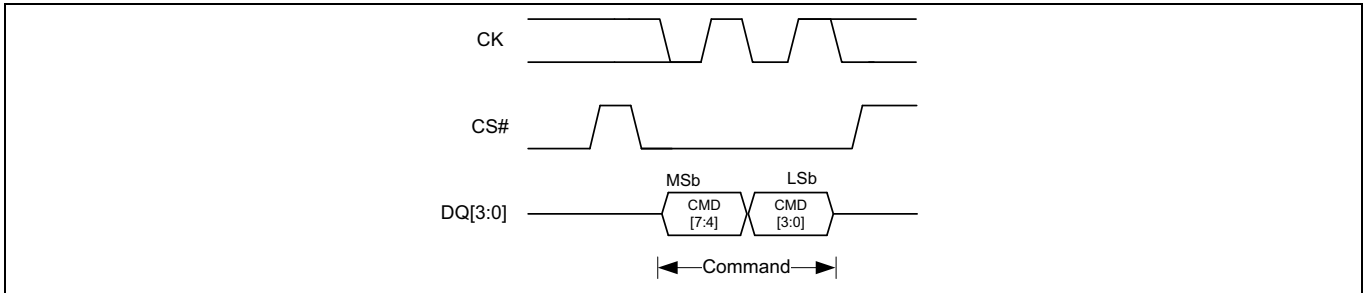 CK
CS#
MSb LSb
DQ[3:0]
CMD CMD
[7:4] [3:0]
Command